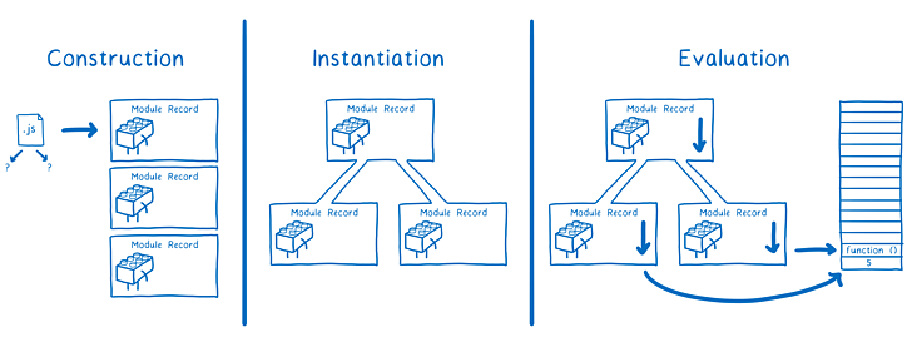 Construction
.js
?
?
Module Record
Module Record
Module Record
Instantiation
Module Record
Module Record
Module Record
Evaluation
Module Record
Module Record
Module Record
function ()
5